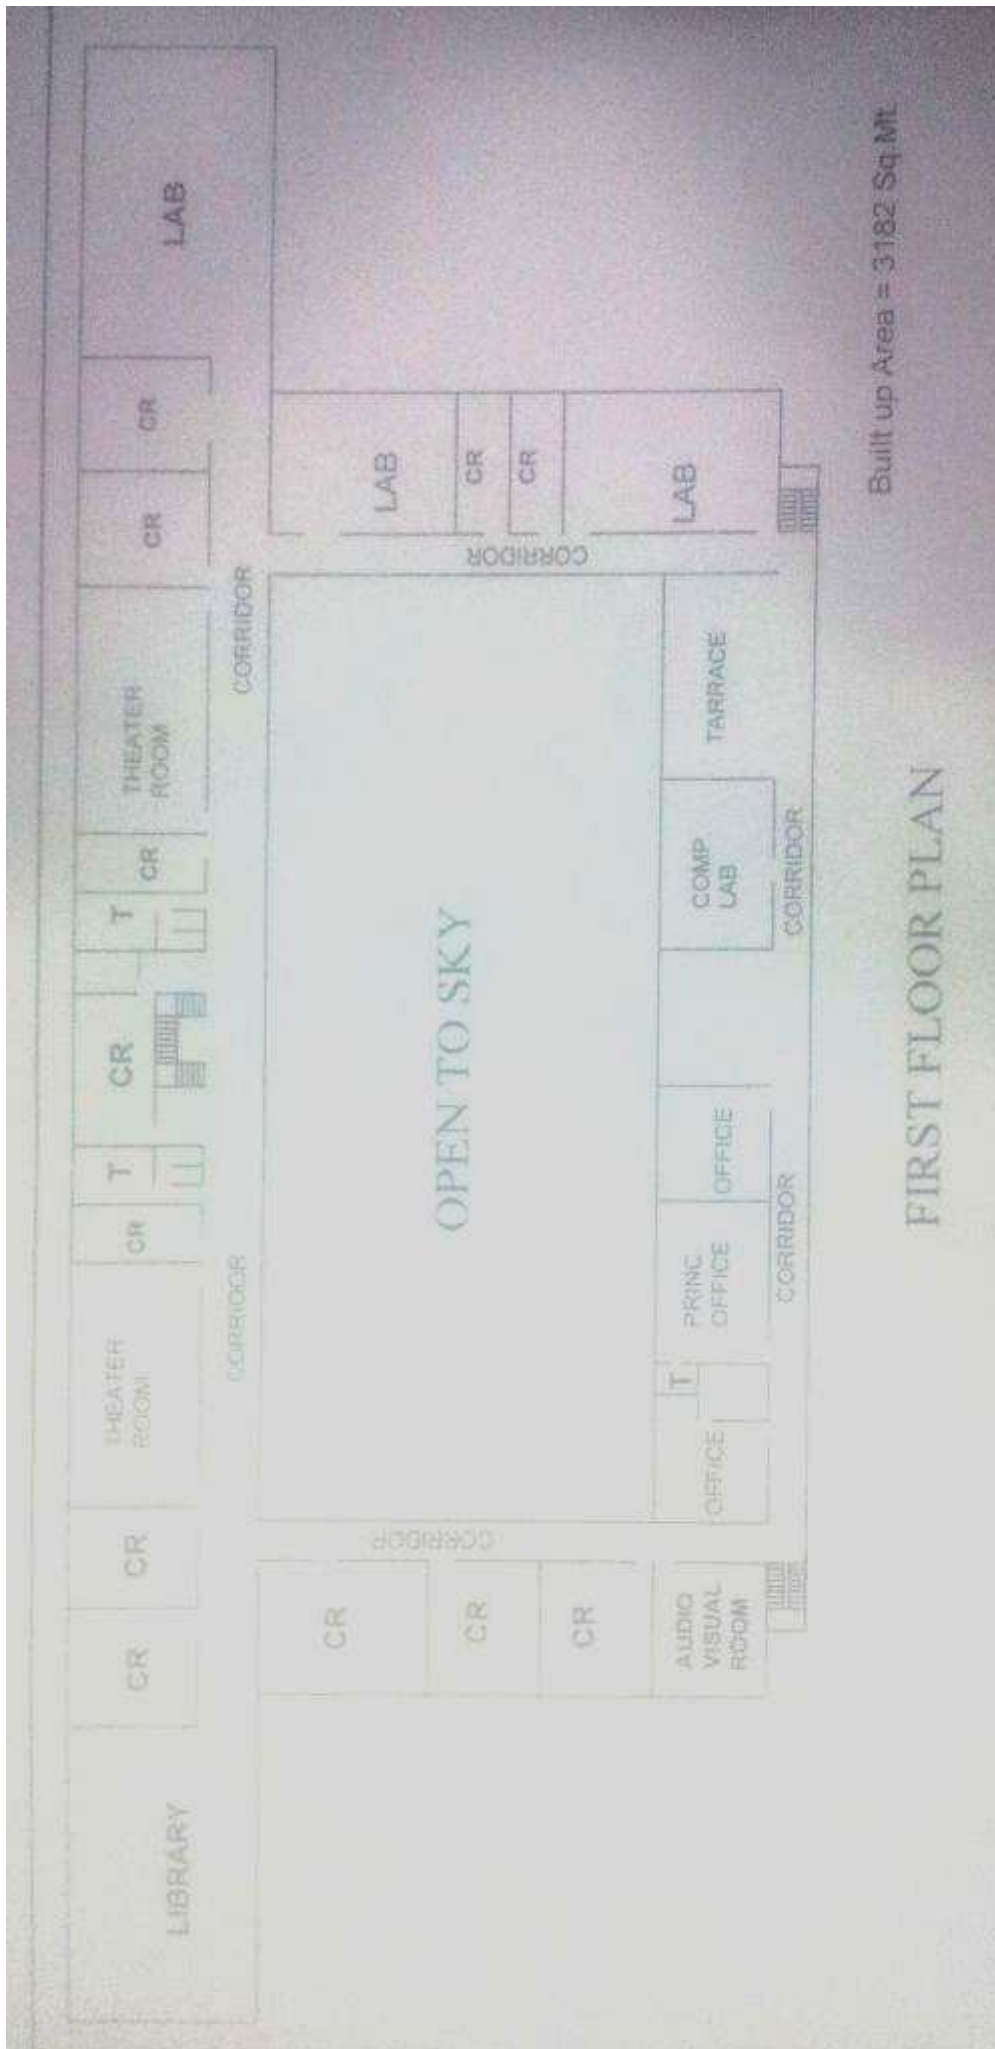 LIBRARY
CR
CR
THEATER
ROOM
CR
T
CR
T
CR
THEATER
ROOM
CR
CR
LAB
CORRIDOR
CORRIDOR
CR
CR
CR
AUDIO
VISUAL
ROOM
CORRIDOR
OPEN TO SKY
CORRIDOR
LAB
CR
CR
LAB
OFFICE
T
PRINC
OFFICE
OFFICE
COMP
LAB
TARRACE
CORRIDOR
CORRIDOR
FIRST FLOOR PLAN
Built up Area = 3182 Sq.Mt.